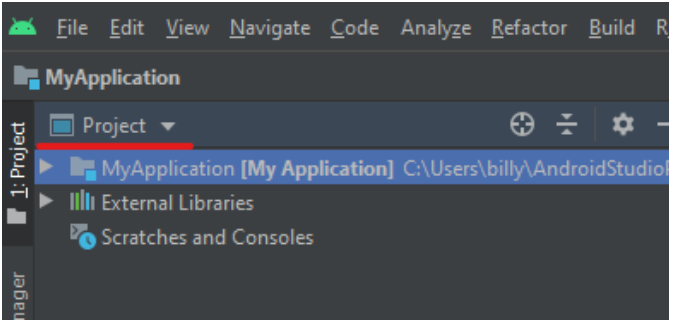 File Edit View Navigate Code Analyze Refactor Build
MyApplication
Project
1: Project
MyApplication [My Application] C:\Users\billy\AndroidStudio
External Libraries
Scratches and Consoles